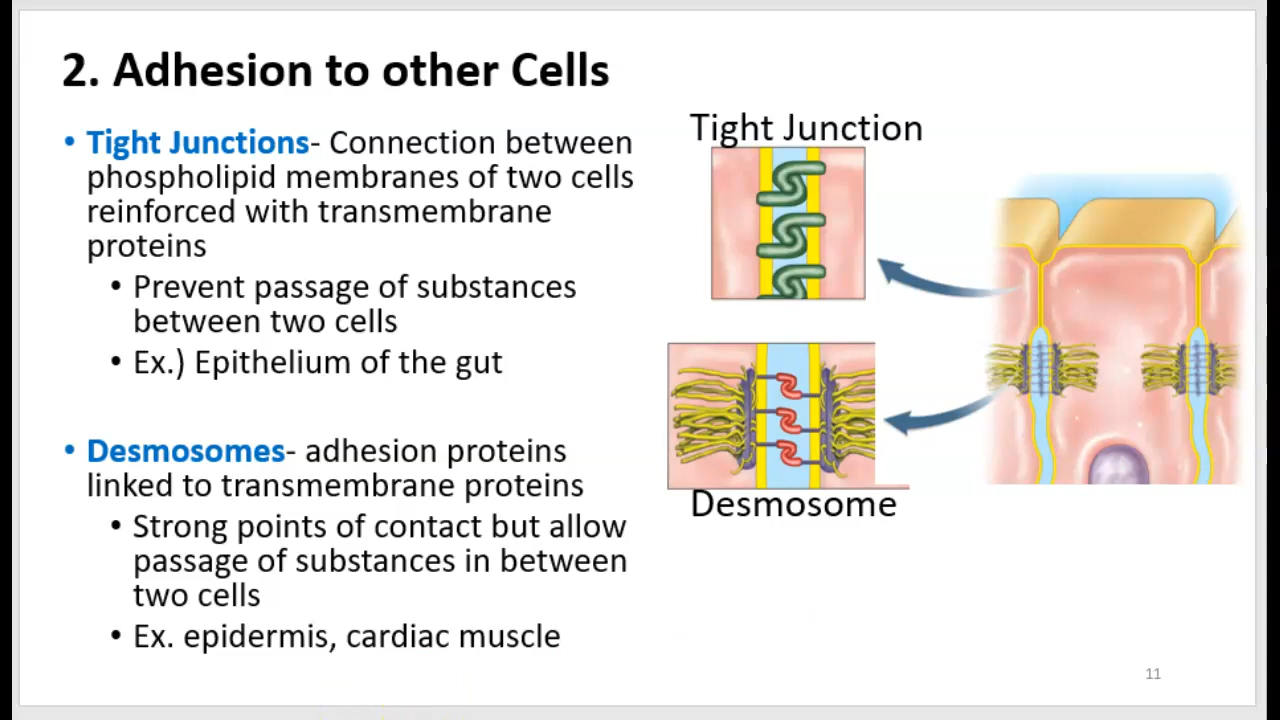 2. Adhesion to other Cells
• Tight Junctions- Connection between
phospholipid membranes of two cells
reinforced with transmembrane
proteins
• Prevent passage of substances
between two cells
• Ex.) Epithelium of the gut
• Desmosomes- adhesion proteins
linked to transmembrane proteins
• Strong points of contact but allow
passage of substances in between
two cells
• Ex. epidermis, cardiac muscle
Tight Junction
Desmosome
11